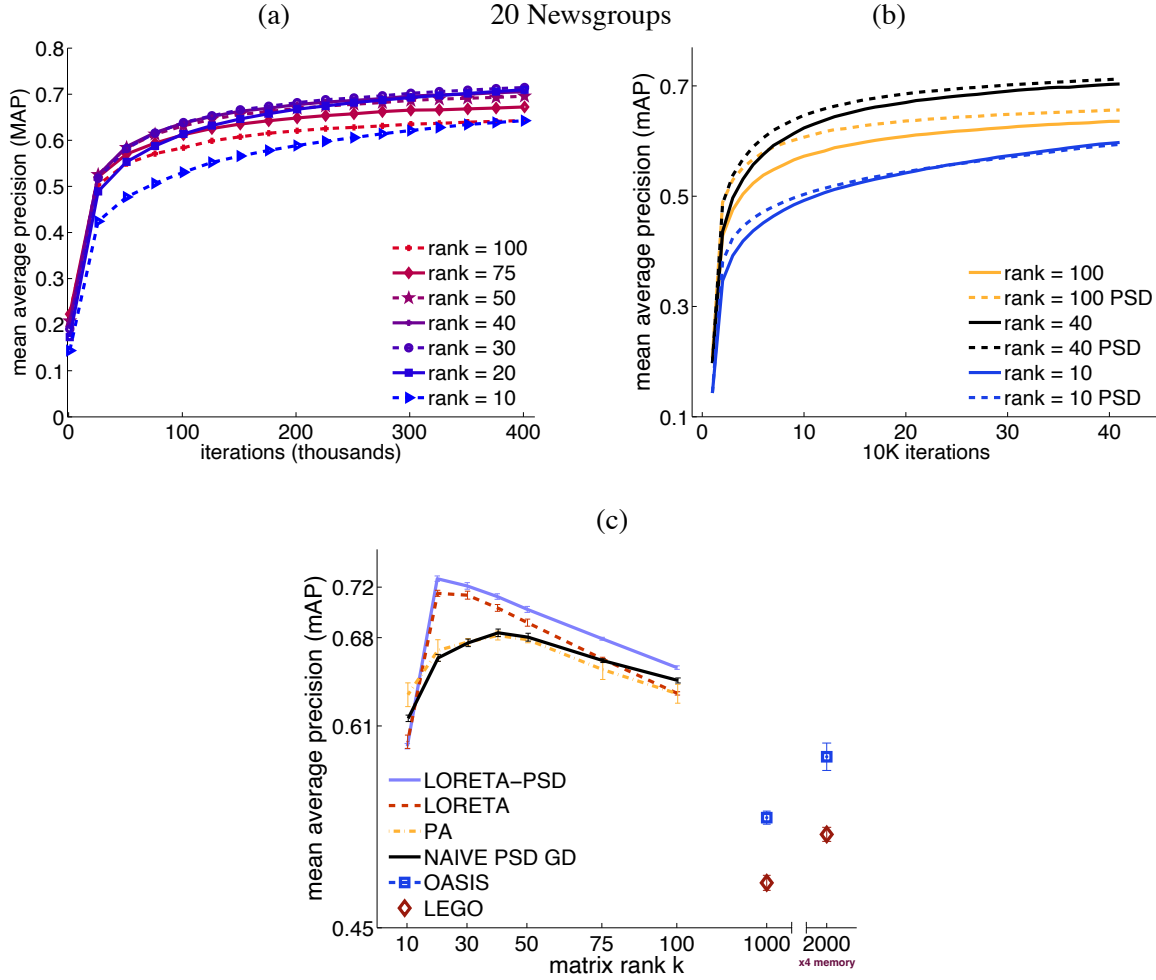 20 Newsgroups
(a)
mean average precision (MAP)
0.8
0.7
0.6
0.5
0.4
0.3
0.2
0.1
0
rank = 100
rank = 75
rank = 50
rank = 40
rank = 30
rank = 20
rank = 10
0 100 200 300 400
iterations (thousands)
(b)
mean average precision (mAP)
0.7
0.5
0.3
0.1
rank = 100
rank = 100 PSD
rank = 40
rank = 40 PSD
rank = 10
rank = 10 PSD
0 10 20 30 40
10K iterations
(c)
mean average precision (mAP)
0.72
0.68
0.61
0.45
LORETA-PSD
LORETA
PA
NAIVE PSD GD
OASIS
LEGO
10 30 50 75 100 1000 2000
x4 memory
matrix rank k